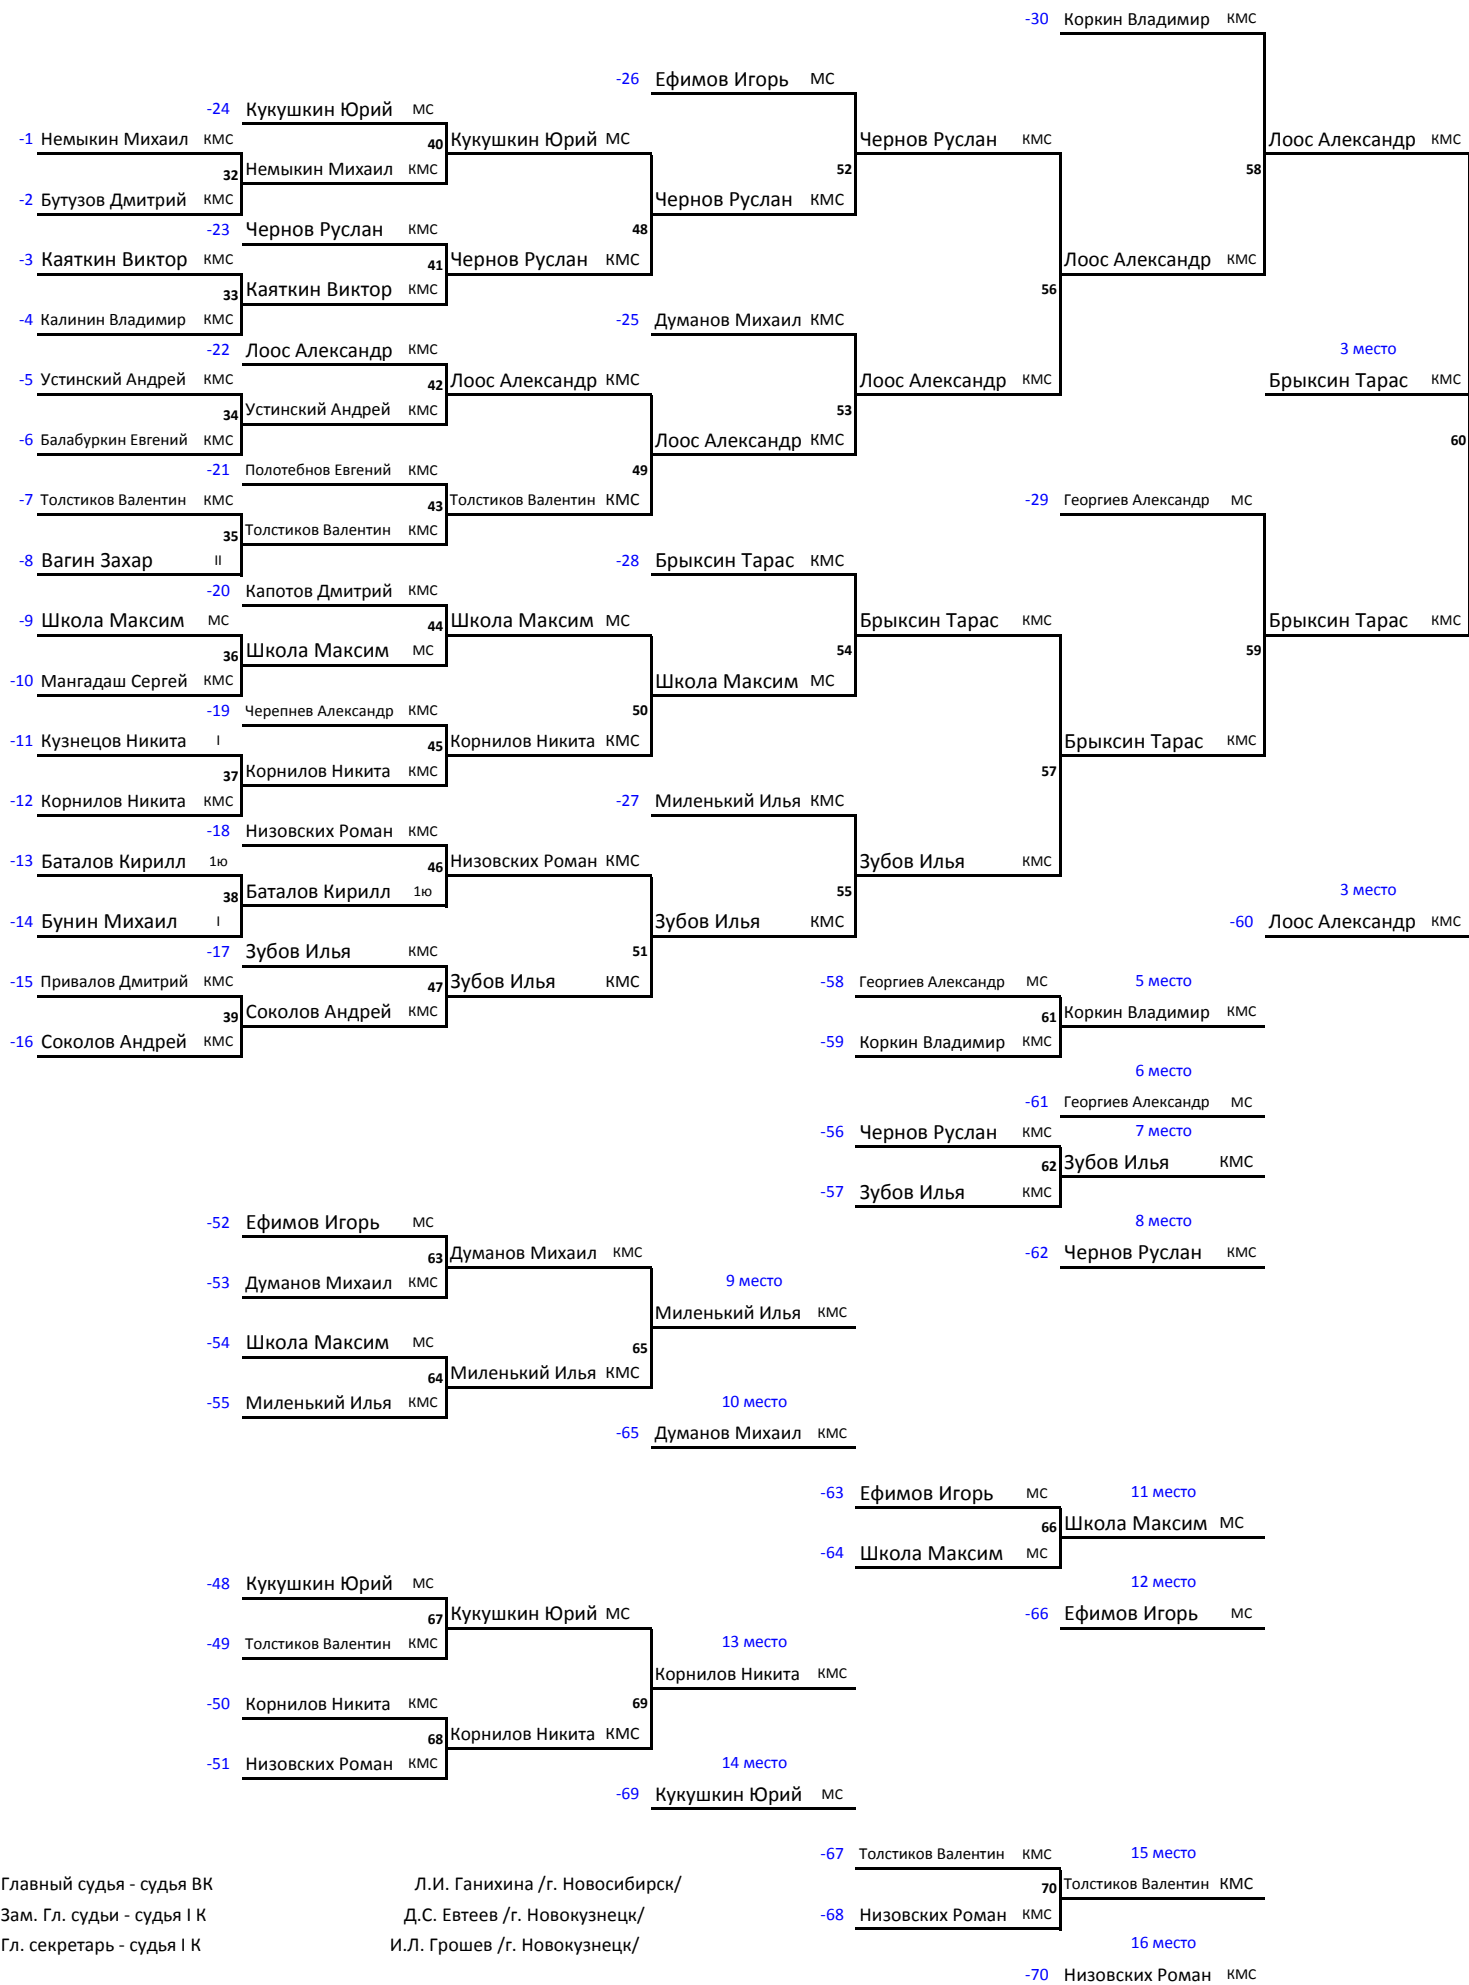 -30 Коркин Владимир КМС
-26 Ефимов Игорь МС
-24 Кукушкин Юрий МС
-1 Немыкин Михаил КМС 40 Кукушкин Юрий МС Чернов Руслан КМС Лоос Александр КМС
32 Немыкин Михаил КМС 52 58
-2 Бутузов Дмитрий КМС Чернов Руслан КМС
-23 Чернов Руслан КМС 48
-3 Каяткин Виктор КМС 41 Чернов Руслан КМС Лоос Александр КМС
33 Каяткин Виктор КМС 56
-4 Калинин Владимир КМС -25 Думанов Михаил КМС
-22 Лоос Александр КМС 3 место
-5 Устинский Андрей КМС 42 Лоос Александр КМС Лоос Александр КМС Брыксин Тарас КМС
34 Устинский Андрей КМС 53
-6 Балабуркин Евгений КМС Лоос Александр КМС 60
-21 Полотебнов Евгений КМС 49
-7 Толстиков Валентин КМС 43 Толстиков Валентин КМС -29 Георгиев Александр МС
35 Толстиков Валентин КМС
-8 Вагин Захар II -28 Брыксин Тарас КМС
-20 Капотов Дмитрий КМС
-9 Школа Максим МС 44 Школа Максим МС Брыксин Тарас КМС Брыксин Тарас КМС
36 Школа Максим МС 54 59
-10 Мангадаш Сергей КМС Школа Максим МС
-19 Черепнев Александр КМС 50
-11 Кузнецов Никита I 45 Корнилов Никита КМС Брыксин Тарас КМС
37 Корнилов Никита КМС 57
-12 Корнилов Никита КМС -27 Миленький Илья КМС
-18 Низовских Роман КМС
-13 Баталов Кирилл 1ю 46 Низовских Роман КМС Зубов Илья КМС
38 Баталов Кирилл 1ю 55 3 место
-14 Бунин Михаил I Зубов Илья КМС -60 Лоос Александр КМС
-17 Зубов Илья КМС 51
-15 Привалов Дмитрий КМС 47 Зубов Илья КМС -58 Георгиев Александр МС 5 место
39 Соколов Андрей КМС 61 Коркин Владимир КМС
-16 Соколов Андрей КМС -59 Коркин Владимир КМС
6 место
-61 Георгиев Александр МС
-56 Чернов Руслан КМС 7 место
62 Зубов Илья КМС
-57 Зубов Илья КМС
-52 Ефимов Игорь МС 8 место
63 Думанов Михаил КМС -62 Чернов Руслан КМС
-53 Думанов Михаил КМС 9 место
Миленький Илья КМС
-54 Школа Максим МС 65
64 Миленький Илья КМС
-55 Миленький Илья КМС 10 место
-65 Думанов Михаил КМС
-63 Ефимов Игорь МС 11 место
66 Школа Максим МС
-64 Школа Максим МС
-48 Кукушкин Юрий МС 12 место
67 Кукушкин Юрий МС -66 Ефимов Игорь МС
-49 Толстиков Валентин КМС 13 место
Корнилов Никита КМС
-50 Корнилов Никита КМС 69
68 Корнилов Никита КМС
-51 Низовских Роман КМС 14 место
-69 Кукушкин Юрий МС
-67 Толстиков Валентин КМС 15 место
Главный судья - судья ВК Л.И. Ганихина /г. Новосибирск/ 70 Толстиков Валентин КМС
Зам. Гл. судьи - судья I К Д.С. Евтеев /г. Новокузнецк/ -68 Низовских Роман КМС
Гл. секретарь - судья I К И.Л. Грошев /г. Новокузнецк/ 16 место
-70 Низовских Роман КМС